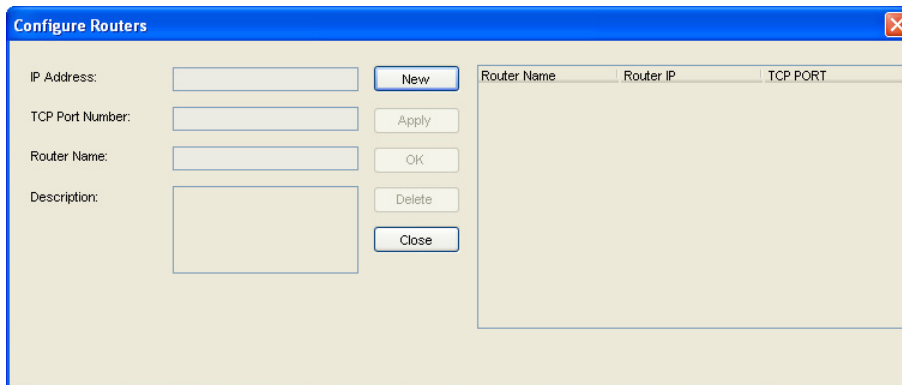 Configure Routers
IP Address:
New
Router Name Router IP TCP PORT
TCP Port Number:
Apply
Router Name:
OK
Description:
Delete
Close